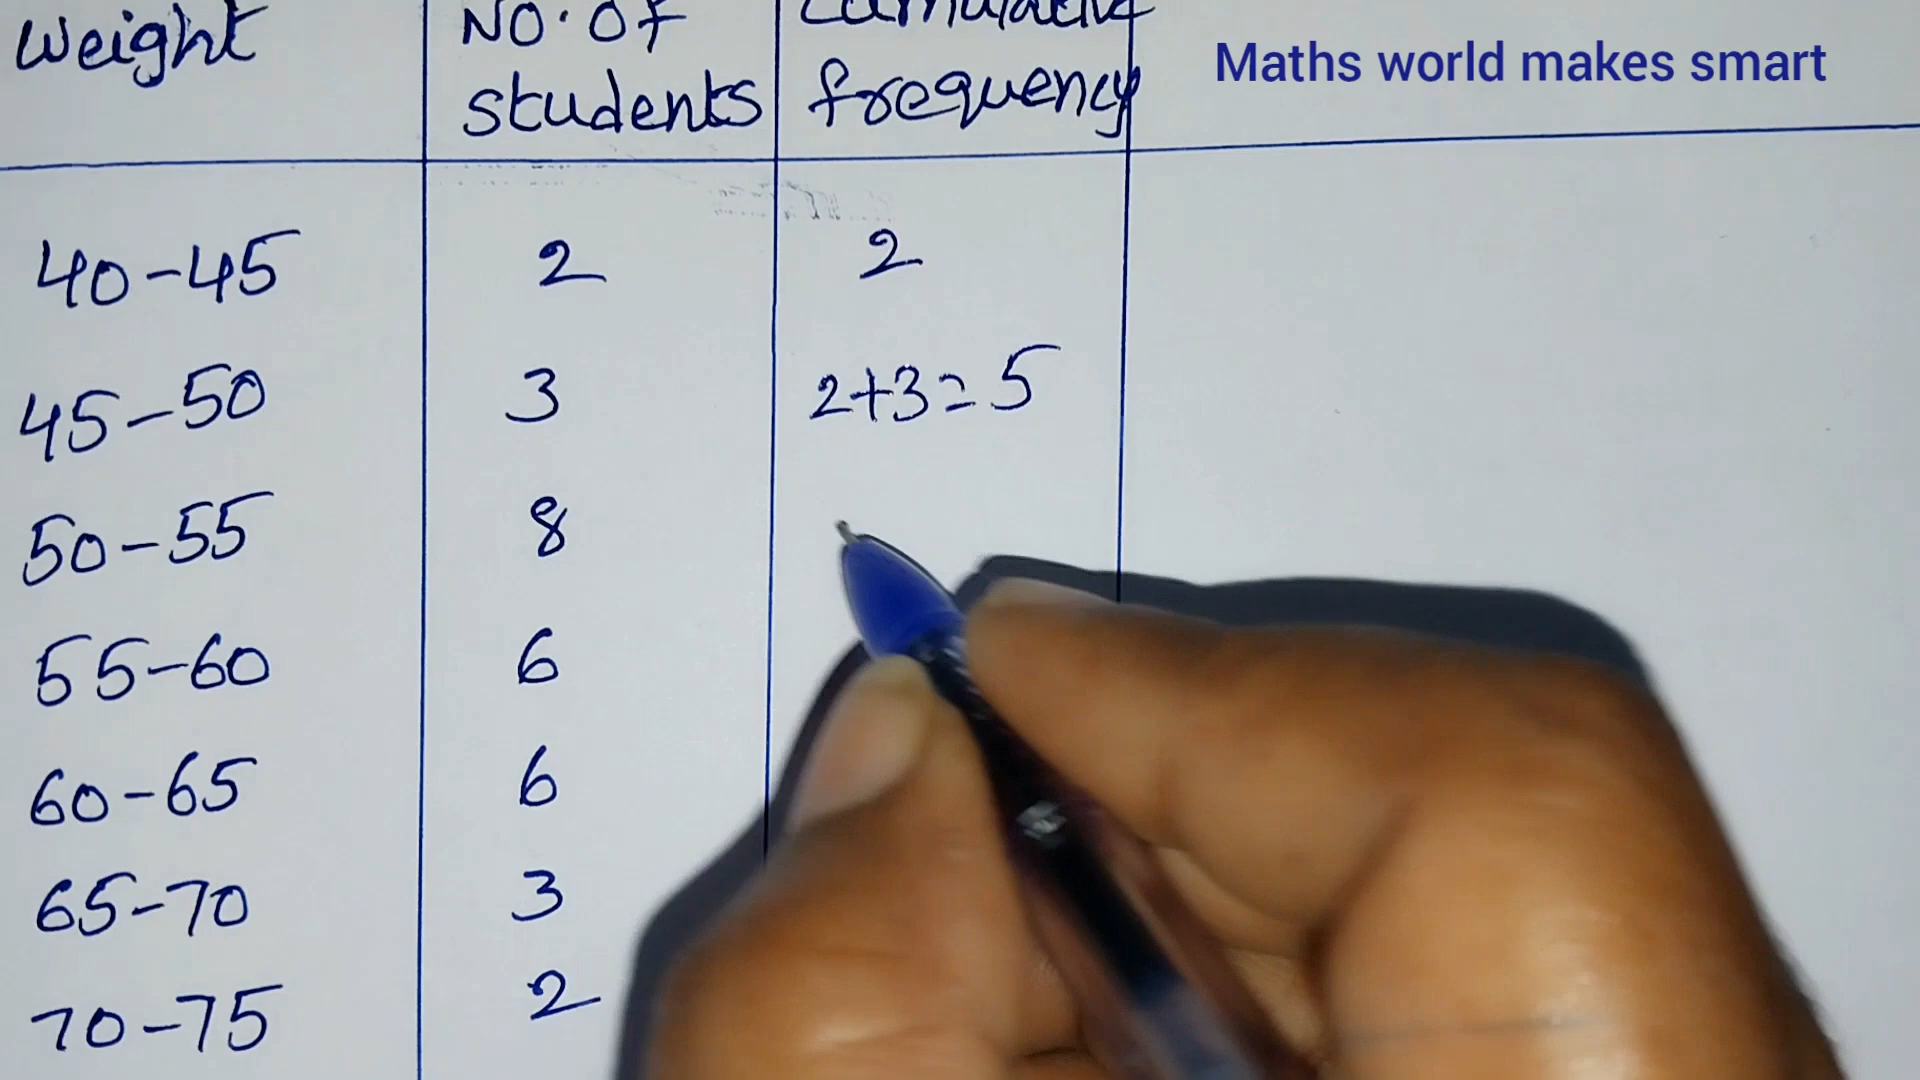 Weight No. of Cumulative Maths world makes smart
students frequency
40-45 2 2
45-50 3 2+3=5
50-55 8
55-60 6
60-65 6
65-70 3
70-75 2